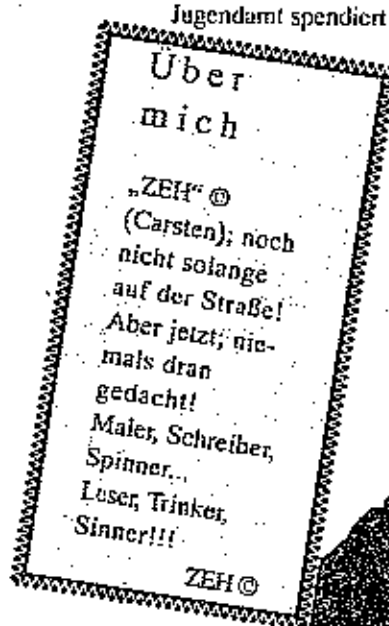 Jugendamt spendiert
Über
mich
„ZEH“ ©
(Carsten); noch
nicht solange
auf der Straße!
Aber jetzt; nie-
mals dran
gedacht!
Maler, Schreiber,
Spinner...
Luser, Trinker,
Sinner!!!
ZEH ©